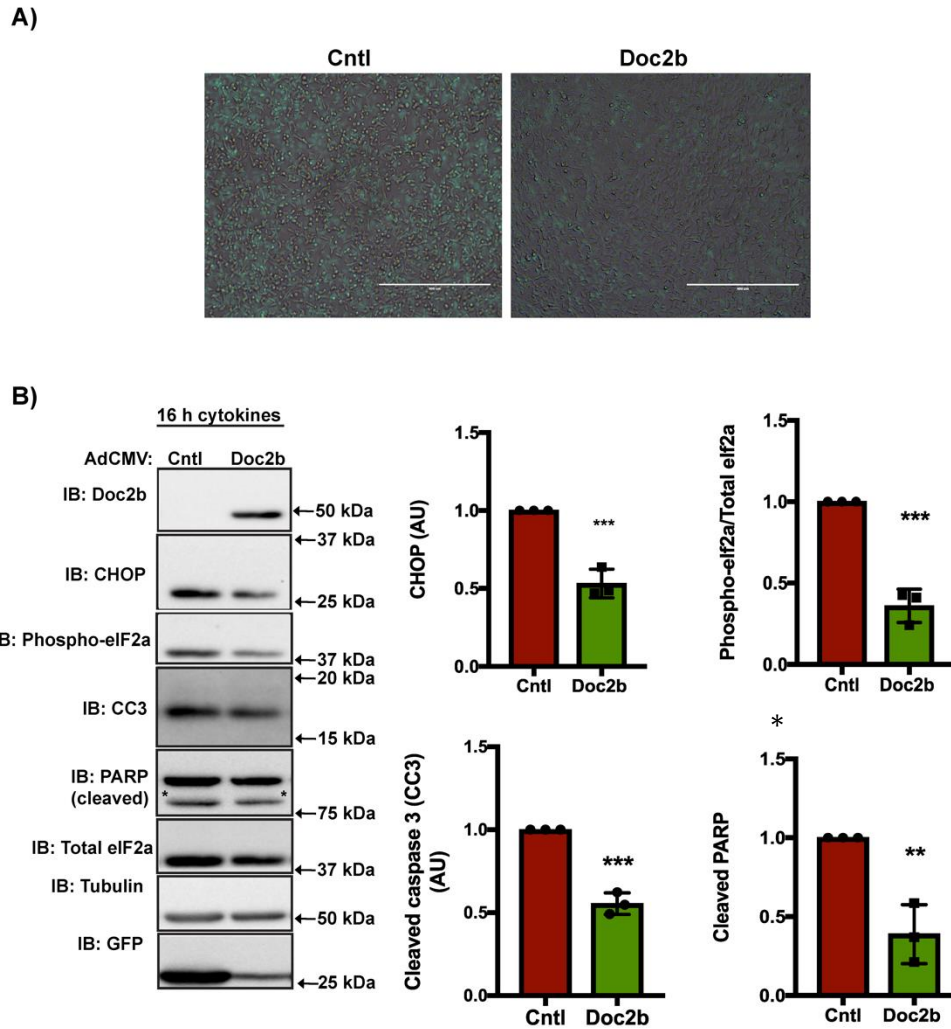 A)
Cntl Doc2b
B)
16 h cytokines
AdCMV: Cntl Doc2b
IB: Doc2b
←50 kDa
←37 kDa
IB: CHOP
←25 kDa
B: Phospho-eIF2a
←37 kDa
←20 kDa
IB: CC3
←15 kDa
IB: PARP
(cleaved)
* *
←75 kDa
IB: Total eIF2a
←37 kDa
IB: Tubulin
←50 kDa
IB: GFP
←25 kDa
CHOP (AU)
1.5
1.0
0.5
0.0
***
Cntl Doc2b
Phospho-elf2a/Total elf2a
1.5
1.0
0.5
0.0
***
Cntl Doc2b
Cleaved caspase 3 (CC3)
(AU)
1.5
1.0
0.5
0.0
***
Cntl Doc2b
*
Cleaved PARP
1.5
1.0
0.5
0.0
**
Cntl Doc2b